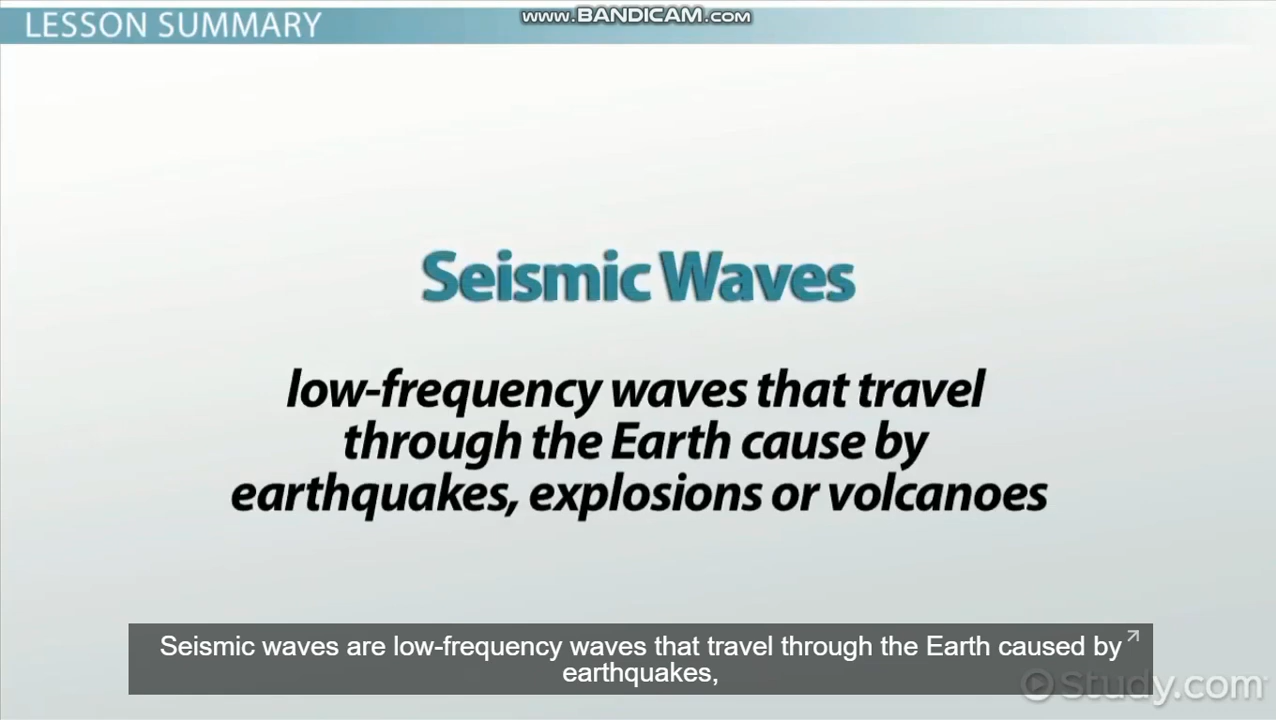 LESSON SUMMARY
www.BANDICAM.com
Seismic Waves
low-frequency waves that travel
through the Earth cause by
earthquakes, explosions or volcanoes
Seismic waves are low-frequency waves that travel through the Earth caused by
earthquakes,
Study.com